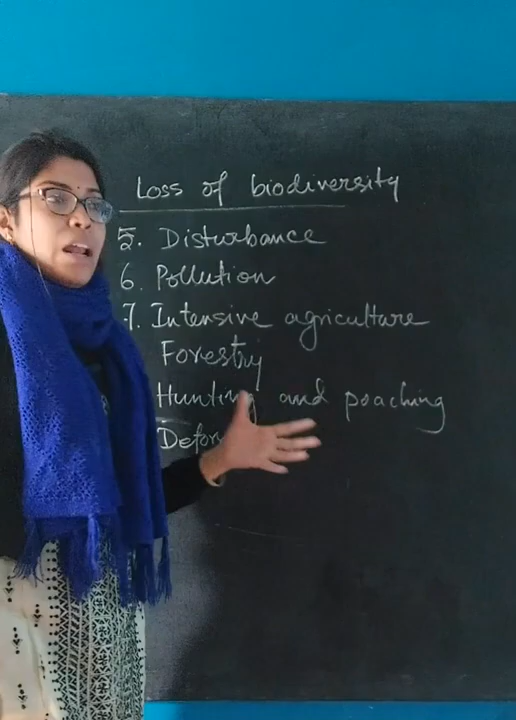 Loss of biodiversity
5. Disturbance
6. Pollution
7. Intensive agriculture
Forestry
Hunting and poaching